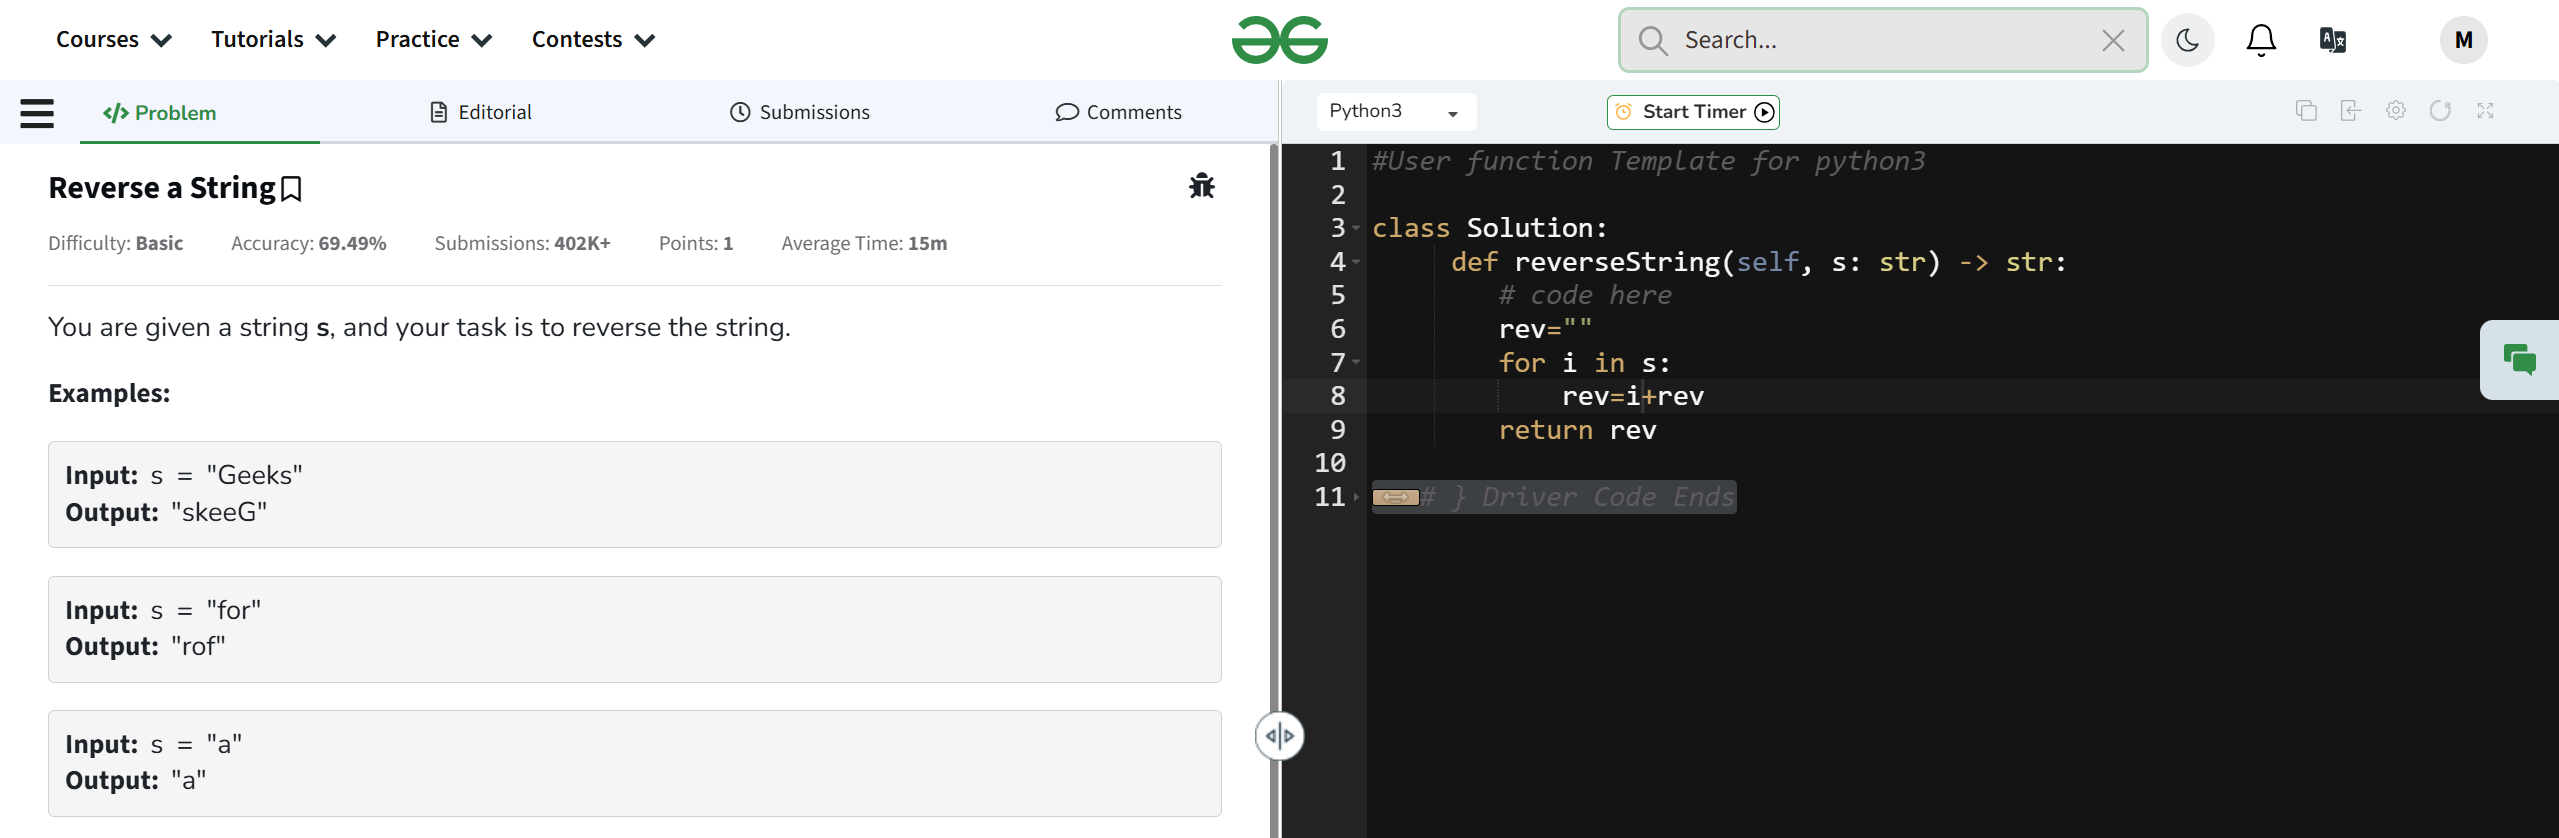 Courses Tutorials Practice Contests Search... M
Problem Editorial Submissions Comments
Python3 Start Timer
Reverse a String
Difficulty: Basic Accuracy: 69.49% Submissions: 402K+ Points: 1 Average Time: 15m
You are given a string s, and your task is to reverse the string.
Examples:
Input: s = "Geeks"
Output: "skeeG"
Input: s = "for"
Output: "rof"
Input: s = "a"
Output: "a"
1 #User function Template for python3
2
3 class Solution:
4 def reverseString(self, s: str) -> str:
5 # code here
6 rev=""
7 for i in s:
8 rev=i+rev
9 return rev
10
11 # } Driver Code Ends